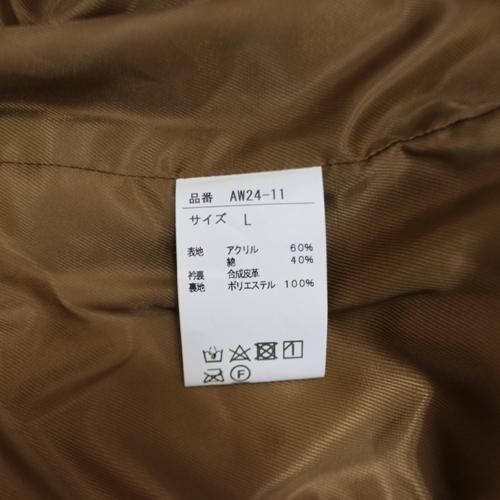 品番 AW24-11
サイズ L
表地 アクリル 60%
綿 40%
衿裏 合成皮革
裏地 ポリエステル 100%
F